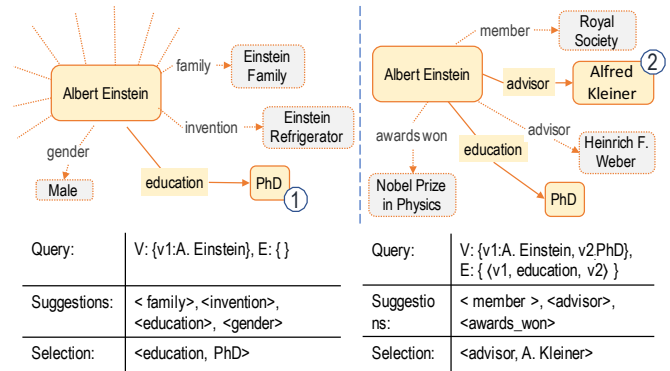 family
Einstein
Family
Albert Einstein
invention
Einstein
Refrigerator
gender
Male
education
PhD
1
member
Royal
Society
2
Albert Einstein
advisor
Alfred
Kleiner
awards won
advisor
education
Heinrich F.
Weber
Nobel Prize
in Physics
PhD
Query:
V: {v1:A. Einstein}, E: { }
Suggestions:
< family>, <invention>,
<education>, <gender>
Selection:
<education, PhD>
Query:
V: {v1:A. Einstein, v2:PhD},
E: { ⟨v1, education, v2⟩ }
Suggestio
ns:
< member >, <advisor>,
<awards_won>
Selection:
<advisor, A. Kleiner>